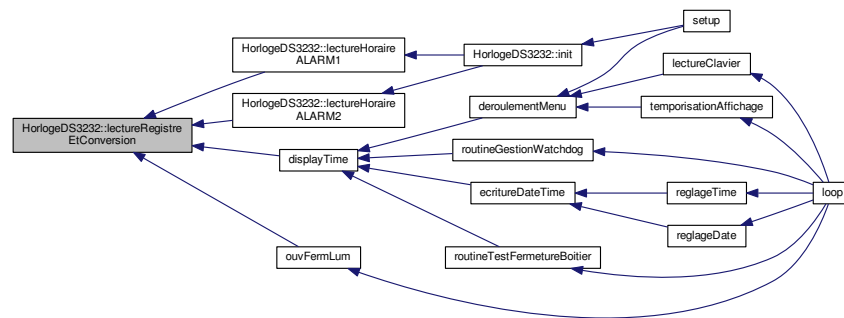 setup
HorlogeDS3232::lectureHoraire
ALARM1
HorlogeDS3232::init
lectureClavier
HorlogeDS3232::lectureHoraire
ALARM2
deroulementMenu
temporisationAffichage
HorlogeDS3232::lectureRegistre
EtConversion
displayTime
routineGestionWatchdog
ecritureDateTime
reglageTime
loop
reglageDate
ouvFermLum
routineTestFermetureBoitier